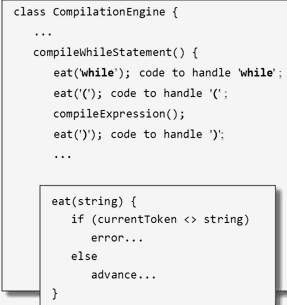 class CompilationEngine {
...
compileWhileStatement() {
eat('while'); code to handle 'while';
eat('('); code to handle '(';
compileExpression();
eat(')'); code to handle ')';
...
eat(string) {
if (currentToken <> string)
error...
else
advance...
}